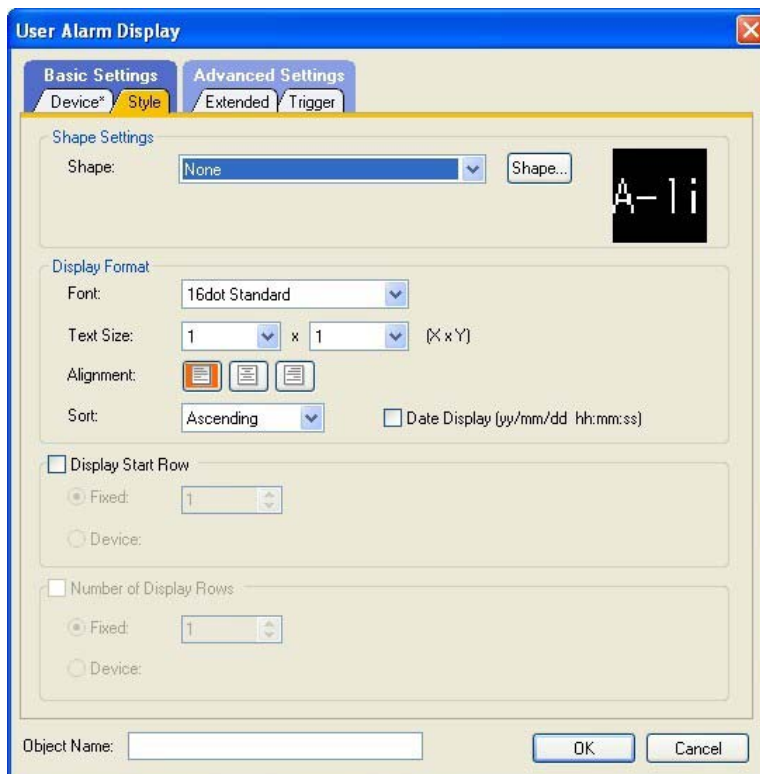 User Alarm Display
Basic Settings Advanced Settings
Device* Style Extended Trigger
Shape Settings
Shape: None Shape...
A-li
Display Format
Font: 16dot Standard
Text Size: 1 x 1 (X x Y)
Alignment:
Sort: Ascending Date Display (yy/mm/dd hh:mm:ss)
Display Start Row
Fixed: 1
Device:
Number of Display Rows
Fixed: 1
Device:
Object Name: OK Cancel